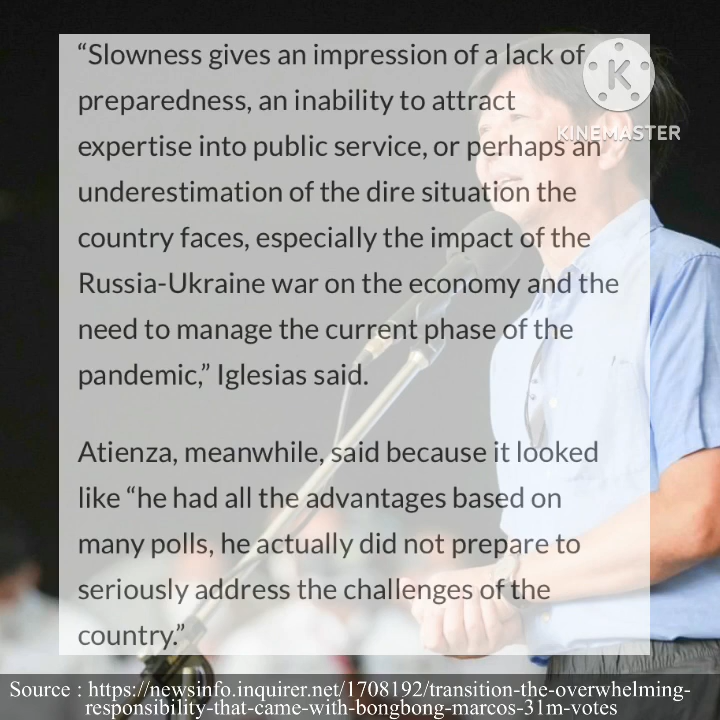 “Slowness gives an impression of a lack of
preparedness, an inability to attract
expertise into public service, or perhaps an
underestimation of the dire situation the
country faces, especially the impact of the
Russia-Ukraine war on the economy and the
need to manage the current phase of the
pandemic,” Iglesias said.
Atienza, meanwhile, said because it looked
like “he had all the advantages based on
many polls, he actually did not prepare to
seriously address the challenges of the
country.”
K
KINEMASTER
Source : https://newsinfo.inquirer.net/1708192/transition-the-overwhelming-
responsibility-that-came-with-bongbong-marcos-31m-votes